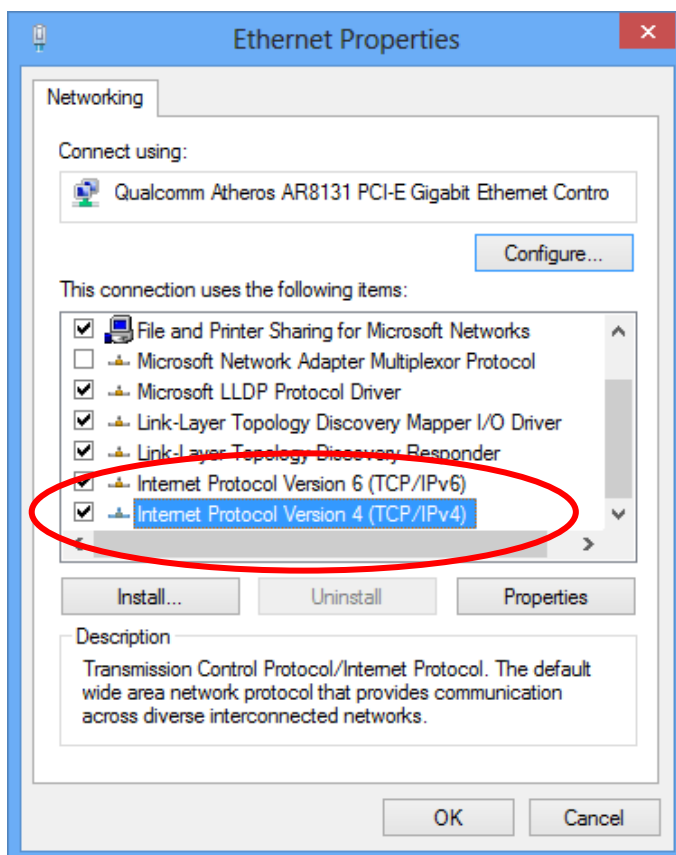 Ethernet Properties
Networking
Connect using:
Qualcomm Atheros AR8131 PCI-E Gigabit Ethernet Contro
Configure...
This connection uses the following items:
File and Printer Sharing for Microsoft Networks
Microsoft Network Adapter Multiplexor Protocol
Microsoft LLDP Protocol Driver
Link-Layer Topology Discovery Mapper I/O Driver
Link-Layer Topology Discovery Responder
Internet Protocol Version 6 (TCP/IPv6)
Internet Protocol Version 4 (TCP/IPv4)
Install...
Uninstall
Properties
Description
Transmission Control Protocol/Internet Protocol. The default
wide area network protocol that provides communication
across diverse interconnected networks.
OK
Cancel